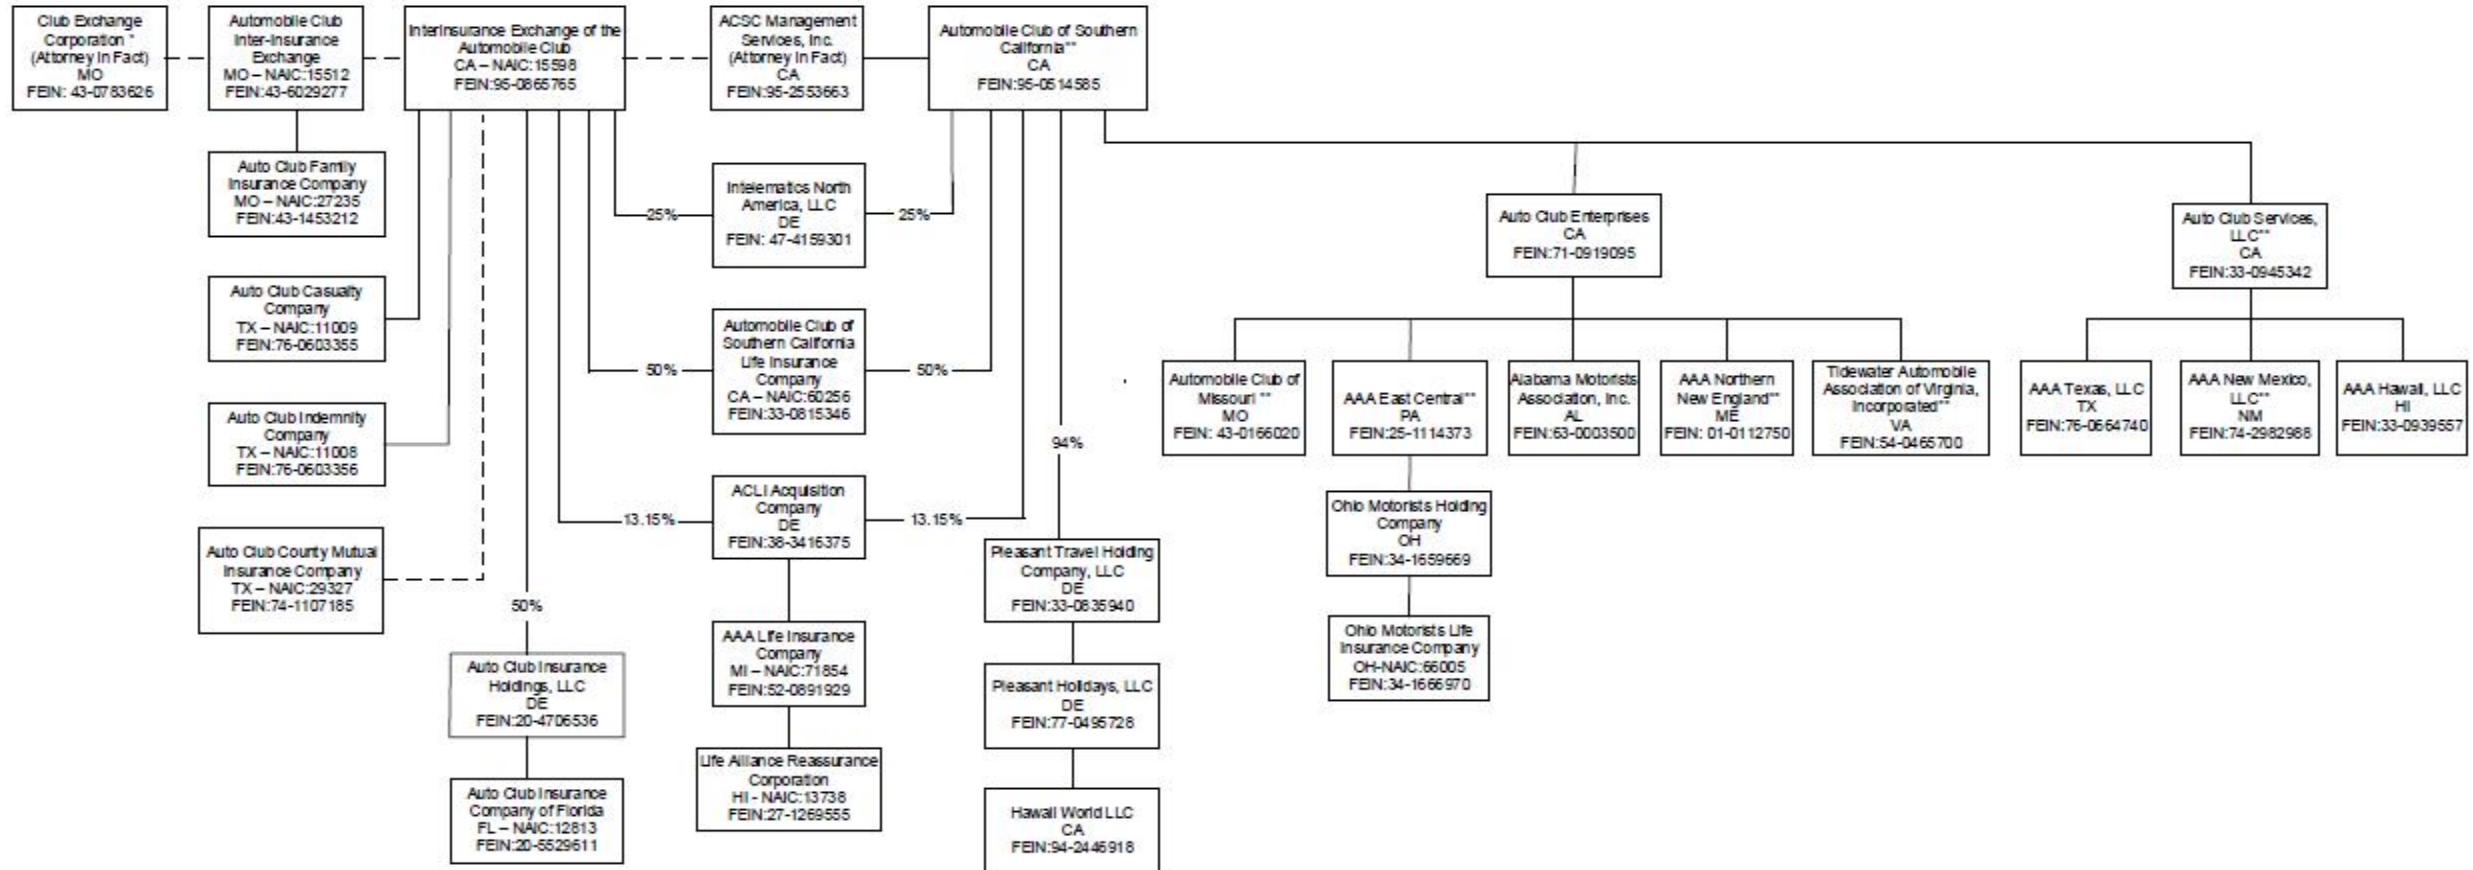 Club Exchange
Corporation *
(Attorney in Fact)
MO
FEIN: 43-0783626
Automobile Club
Inter-Insurance
Exchange
MO – NAIC:15512
FEIN:43-6029277
Interinsurance Exchange of the
Automobile Club
CA – NAIC:15598
FEIN:95-0865765
ACSC Management
Services, Inc.
(Attorney in Fact)
CA
FEIN:95-2553663
Automobile Club of Southern
California**
CA
FEIN:95-0514585
Auto Club Family
Insurance Company
MO – NAIC:27235
FEIN:43-1453212
Auto Club Casualty
Company
TX – NAIC:11009
FEIN:76-0603355
Auto Club Indemnity
Company
TX – NAIC:11008
FEIN:76-0603356
Auto Club County Mutual
Insurance Company
TX – NAIC:29327
FEIN:74-1107185
50%
Auto Club Insurance
Holdings, LLC
DE
FEIN:20-4706536
Auto Club Insurance
Company of Florida
FL – NAIC:12813
FEIN:20-5529611
25%
Intelematics North
America, LLC
DE
FEIN: 47-4159301
25%
50%
Automobile Club of
Southern California
Life Insurance
Company
CA – NAIC:60256
FEIN:33-0815346
50%
13.15%
ACLI Acquisition
Company
DE
FEIN:38-3416375
13.15%
AAA Life Insurance
Company
MI – NAIC:71854
FEIN:52-0891929
Life Alliance Reassurance
Corporation
HI - NAIC:13738
FEIN:27-1269555
94%
Pleasant Travel Holding
Company, LLC
DE
FEIN:33-0835940
Pleasant Holidays, LLC
DE
FEIN:77-0495728
Hawaii World LLC
CA
FEIN:94-2446918
Auto Club Enterprises
CA
FEIN:71-0919095
Auto Club Services,
LLC**
CA
FEIN:33-0945342
Automobile Club of
Missouri **
MO
FEIN: 43-0166020
AAA East Central**
PA
FEIN:25-1114373
Alabama Motorists
Association, Inc.
AL
FEIN:63-0003500
AAA Northern
New England**
ME
FEIN: 01-0112750
Tidewater Automobile
Association of Virginia,
Incorporated**
VA
FEIN:54-0465700
AAA Texas, LLC
TX
FEIN:76-0664740
AAA New Mexico,
LLC**
NM
FEIN:74-2982988
AAA Hawaii, LLC
HI
FEIN:33-0939557
Ohio Motorists Holding
Company
OH
FEIN:34-1659669
Ohio Motorists Life
Insurance Company
OH-NAIC:66005
FEIN:34-1666970